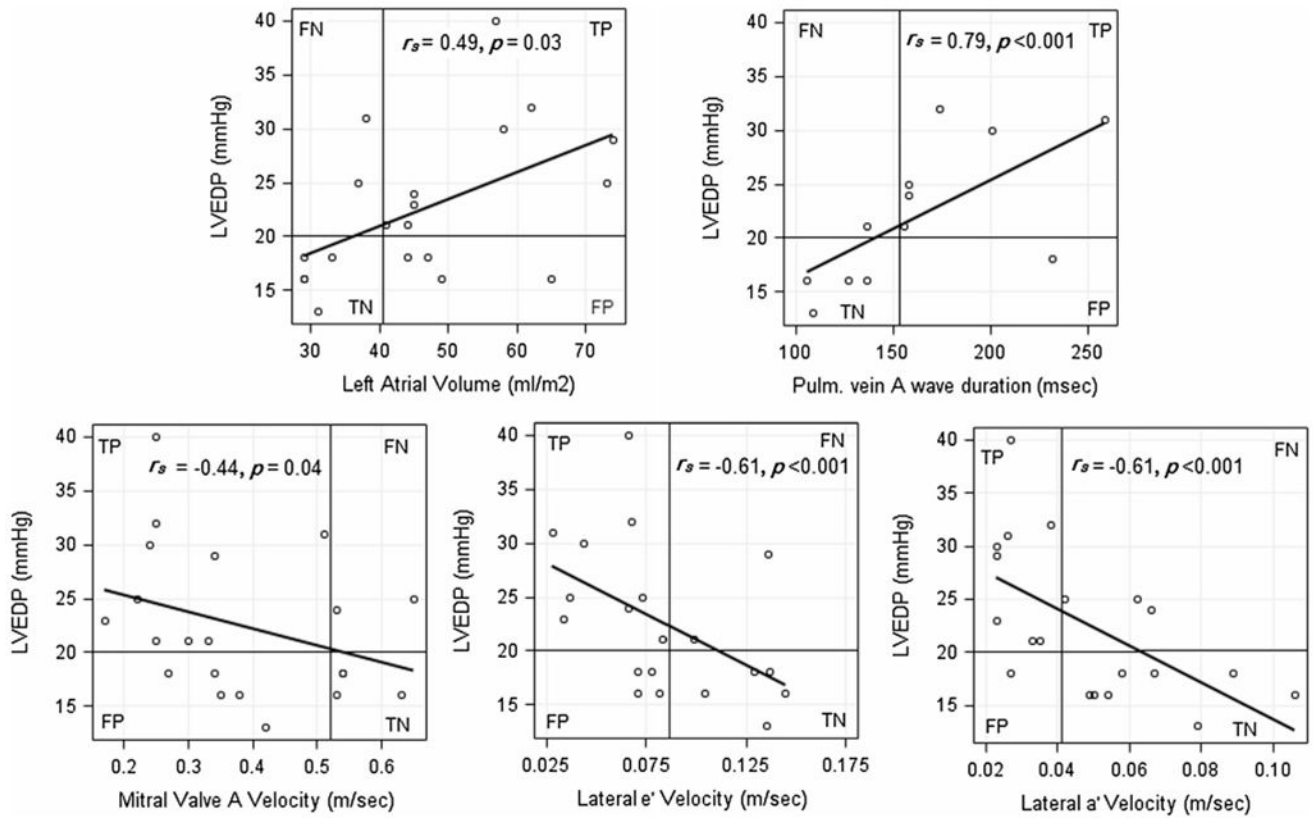 FN
TP
rs = 0.49, p = 0.03
LVEDP (mmHg)
40
35
30
25
20
15
TN
FP
30 40 50 60 70
Left Atrial Volume (ml/m2)
FN
TP
rs = 0.79, p <0.001
LVEDP (mmHg)
40
35
30
25
20
15
TN
FP
100 150 200 250
Pulm. vein A wave duration (msec)
TP
FN
rs = -0.44, p = 0.04
LVEDP (mmHg)
40
35
30
25
20
15
FP
TN
0.2 0.3 0.4 0.5 0.6
Mitral Valve A Velocity (m/sec)
TP
FN
rs = -0.61, p <0.001
LVEDP (mmHg)
40
35
30
25
20
15
FP
TN
0.025 0.075 0.125 0.175
Lateral e' Velocity (m/sec)
TP
FN
rs = -0.61, p <0.001
LVEDP (mmHg)
40
35
30
25
20
15
FP
TN
0.02 0.04 0.06 0.08 0.10
Lateral a' Velocity (m/sec)